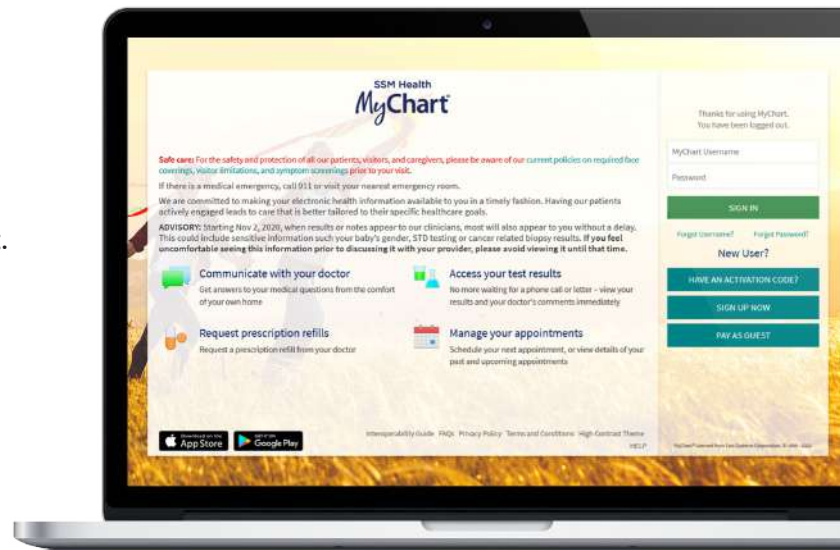 t.
SSM Health
MyChart
Safe care: For the safety and protection of all our patients, visitors, and caregivers, please be aware of our current policies on required face
coverings, visitor limitations, and symptom screenings prior to your visit.
If there is a medical emergency, call 911 or visit your nearest emergency room.
We are committed to making your electronic health information available to you in a timely fashion. Having our patients
actively engaged leads to care that is better tailored to their specific healthcare goals.
ADVISORY: Starting Nov 2, 2020, when results or notes appear to our clinicians, most will also appear to you without a delay.
This could include sensitive information such your baby's gender, STD testing or cancer related biopsy results. If you feel
uncomfortable seeing this information prior to discussing it with your provider, please avoid viewing it until that time.
Communicate with your doctor
Get answers to your medical questions from the comfort
of your own home
Access your test results
No more waiting for a phone call or letter – view your
results and your doctor's comments immediately
Request prescription refills
Request a prescription refill from your doctor
Manage your appointments
Schedule your next appointment, or view details of your
past and upcoming appointments
Download on the
App Store
GET IT ON
Google Play
Interoperability Guide FAQs Privacy Policy Terms and Conditions High Contrast Theme
HELP
Thanks for using MyChart.
You have been logged out.
MyChart Username
Password
SIGN IN
Forgot Username? Forgot Password?
New User?
HAVE AN ACTIVATION CODE?
SIGN UP NOW
PAY AS GUEST
MyChart® licensed from Epic Systems Corporation, © 1999 -